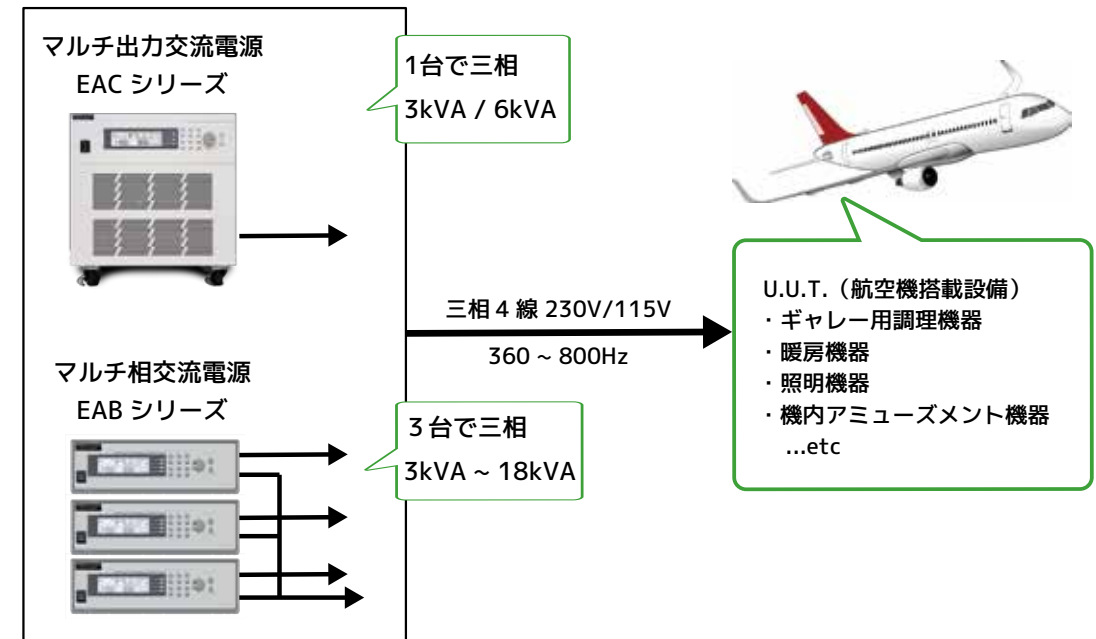 マルチ出力交流電源
EAC シリーズ
1台で三相
3kVA / 6kVA
三相 4 線 230V/115V
360 ~ 800Hz
マルチ相交流電源
EAB シリーズ
３台で三相
3kVA ~ 18kVA
U.U.T.（航空機搭載設備）
・ギャレー用調理機器
・暖房機器
・照明機器
・機内アミューズメント機器
...etc